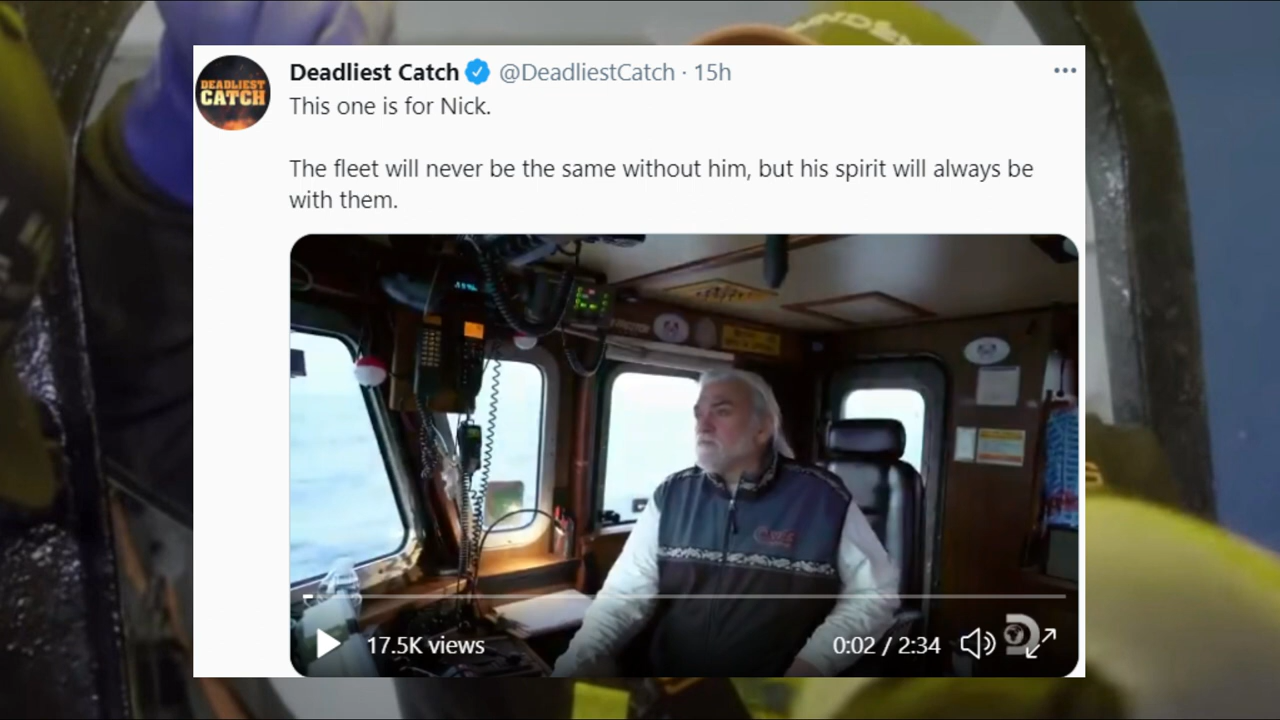 DEADLIEST
CATCH
Deadliest Catch @DeadliestCatch · 15h
This one is for Nick.
The fleet will never be the same without him, but his spirit will always be
with them.
17.5K views
0:02 / 2:34